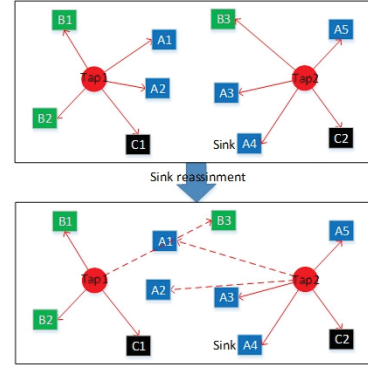 B1 B3 A5
A1
Tap1 Tap2
A2 A3
B2
C1 Sink A4 C2
Sink reassinment
B1 B3 A5
A1
Tap1 Tap2
A2 A3
B2
C1 Sink A4 C2